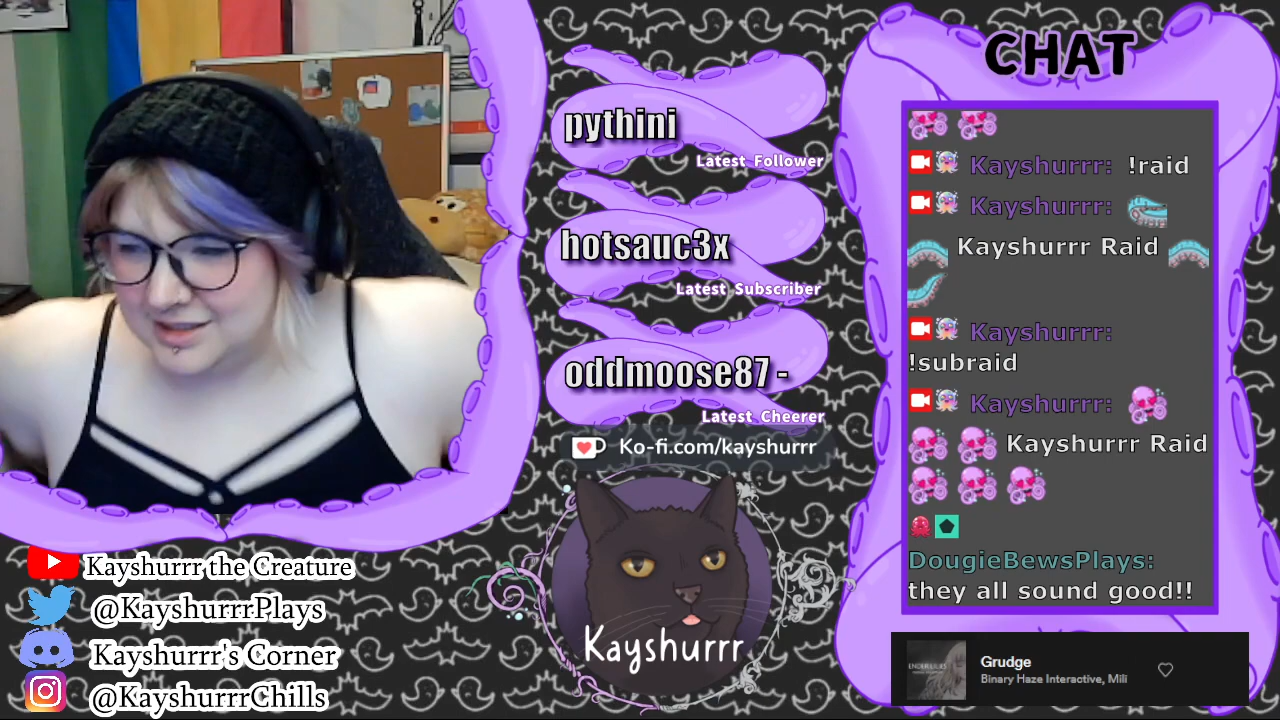 pythini
Latest Follower
hotsauc3x
Latest Subscriber
oddmoose87 -
Latest Cheerer
Ko-fi.com/kayshurrr
Kayshurrr
Kayshurrr the Creature
@KayshurrrPlays
Kayshurrr's Corner
@KayshurrrChills
CHAT
Kayshurrr: !raid
Kayshurrr:
Kayshurrr Raid
Kayshurrr:
!subraid
Kayshurrr:
Kayshurrr Raid
DougieBewsPlays:
they all sound good!!
ENDER LILIES
Grudge
Binary Haze Interactive, Mili